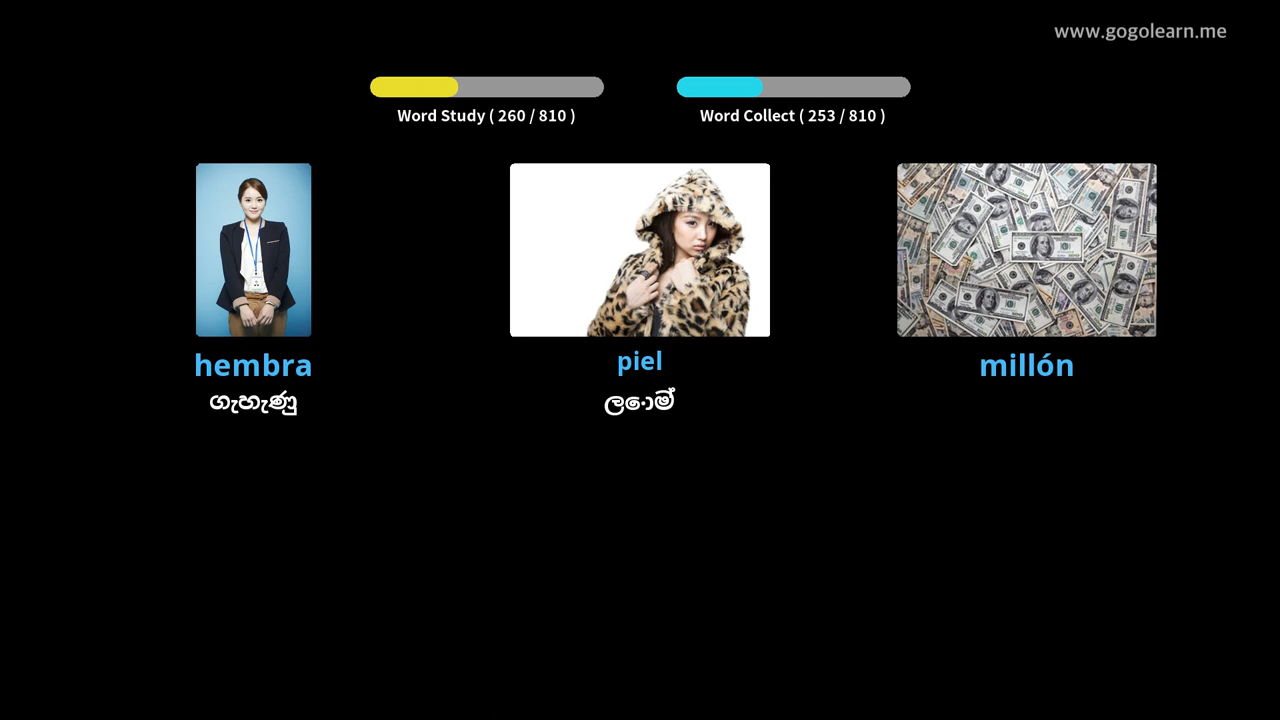 www.gogolearn.me
Word Study ( 260 / 810 )
Word Collect ( 253 / 810 )
hembra
piel
millón
ගැහැණු
ලොම්